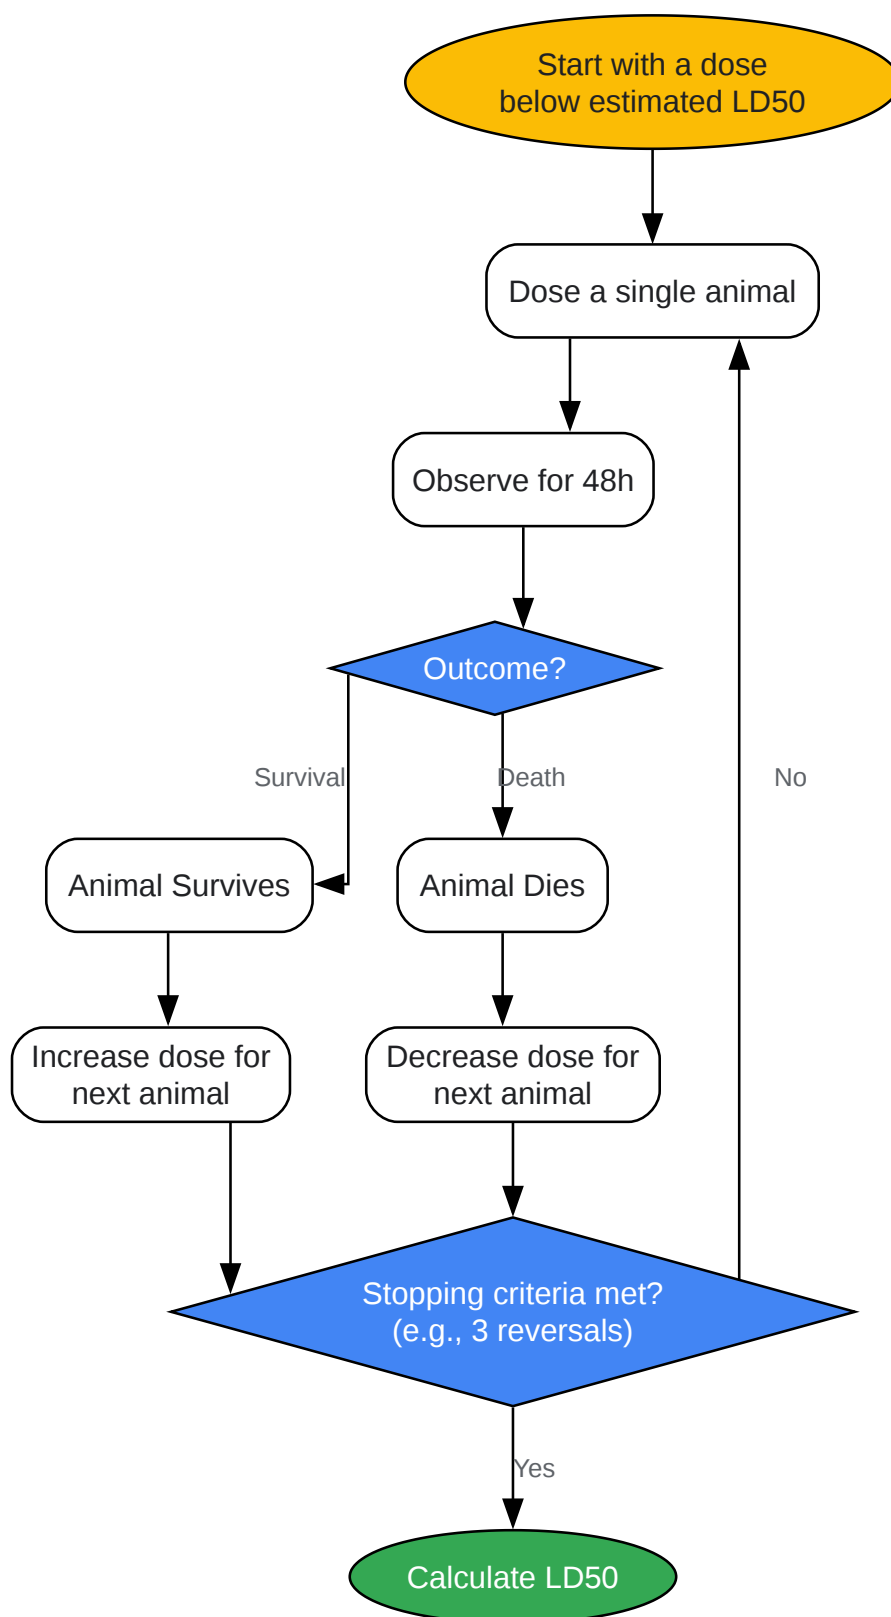 Start with a dose
below estimated LD50
Dose a single animal
Observe for 48h
Outcome?
Survival
Death
No
Animal Survives
Animal Dies
Increase dose for
next animal
Decrease dose for
next animal
Stopping criteria met?
(e.g., 3 reversals)
Yes
Calculate LD50